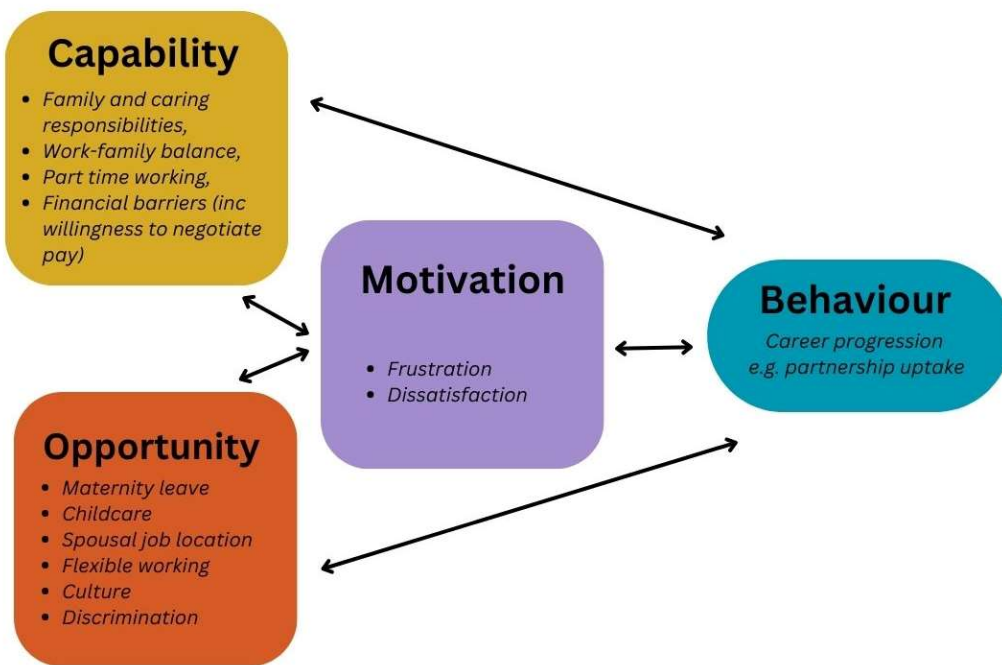 Capability
• Family and caring
responsibilities,
• Work-family balance,
• Part time working,
• Financial barriers (inc
willingness to negotiate
pay)
Motivation
• Frustration
• Dissatisfaction
Behaviour
Career progression
e.g. partnership uptake
Opportunity
• Maternity leave
• Childcare
• Spousal job location
• Flexible working
• Culture
• Discrimination